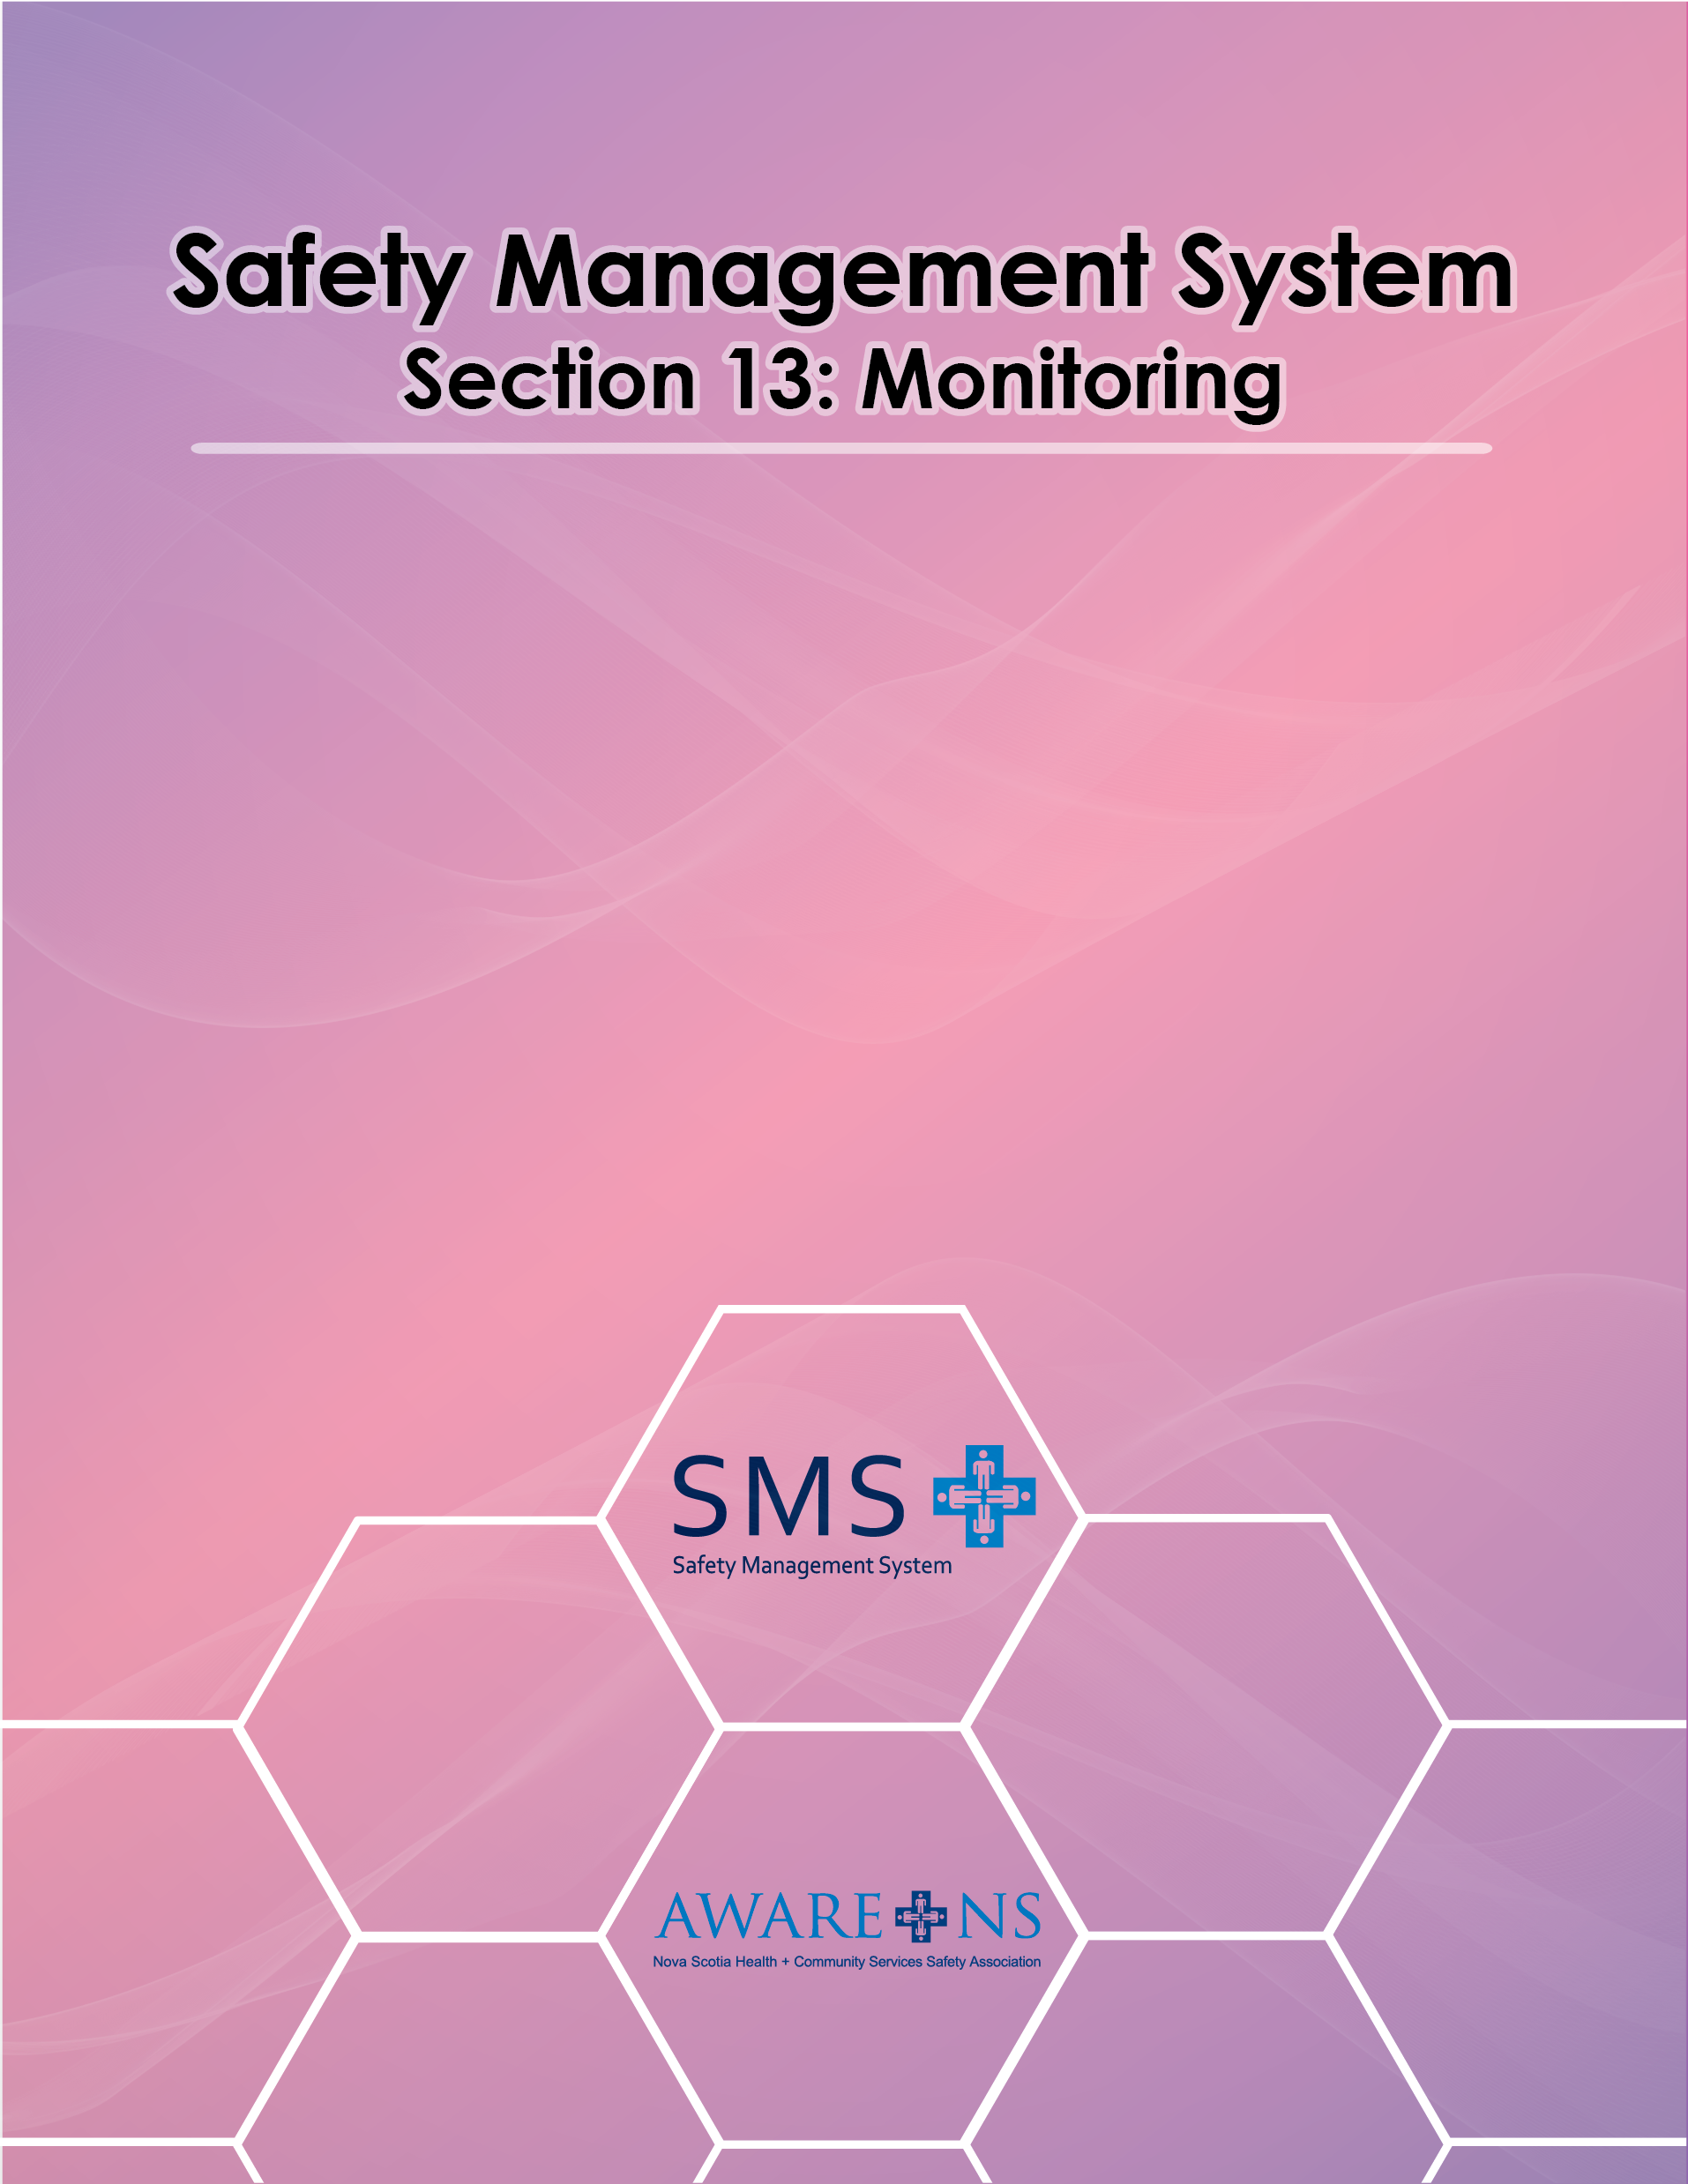 Safety Management System
Section 13: Monitoring
SMS
Safety Management System
AWARE NS
Nova Scotia Health + Community Services Safety Association